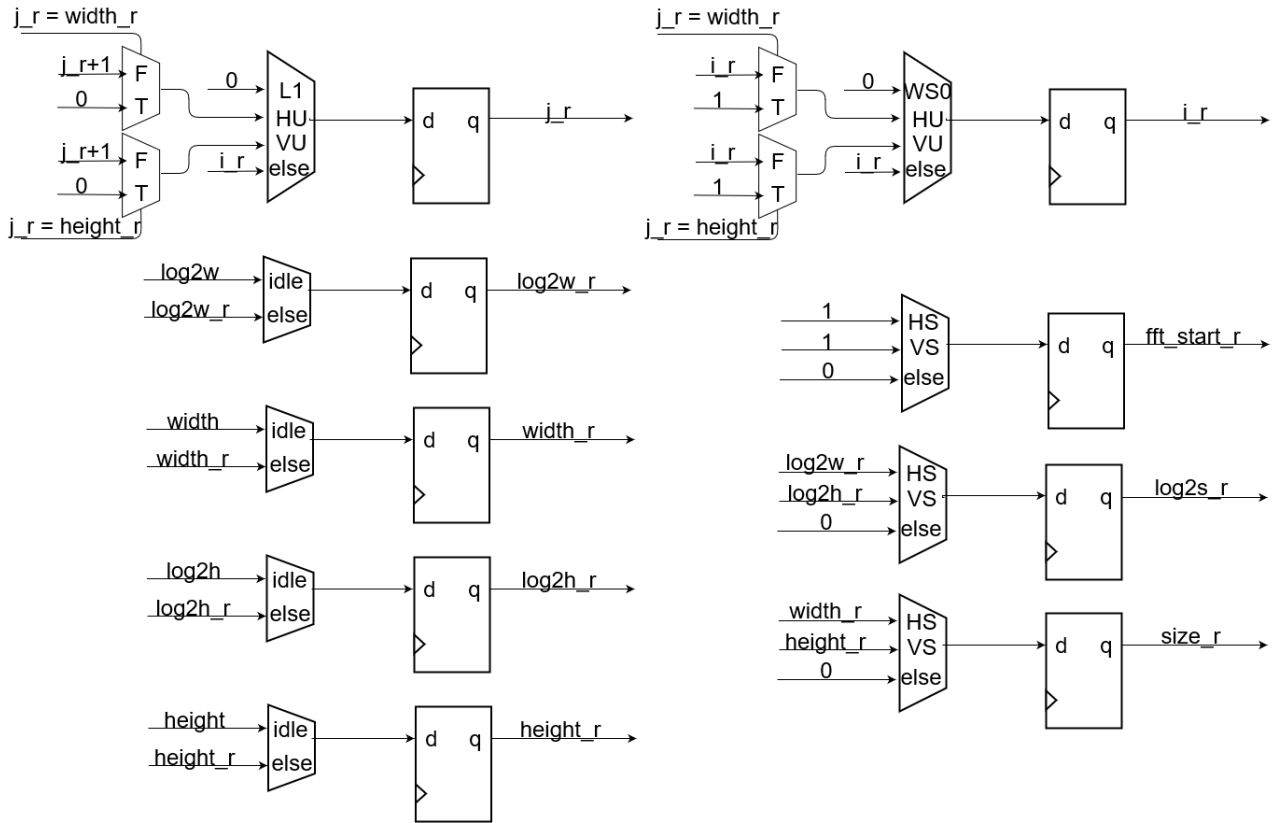 j_r = width_r
j_r+1
F
0
T
j_r+1
F
0
T
j_r = height_r
0
L1
HU
VU
i_r
else
d
q
j_r
j_r = width_r
i_r
F
1
T
i_r
F
1
T
j_r = height_r
0
WS0
HU
VU
i_r
else
d
q
i_r
log2w
idle
log2w_r
else
d
q
log2w_r
width
idle
width_r
else
d
q
width_r
log2h
idle
log2h_r
else
d
q
log2h_r
height
idle
height_r
else
d
q
height_r
1
HS
1
VS
0
else
d
q
fft_start_r
log2w_r
HS
log2h_r
VS
0
else
d
q
log2s_r
width_r
HS
height_r
VS
0
else
d
q
size_r